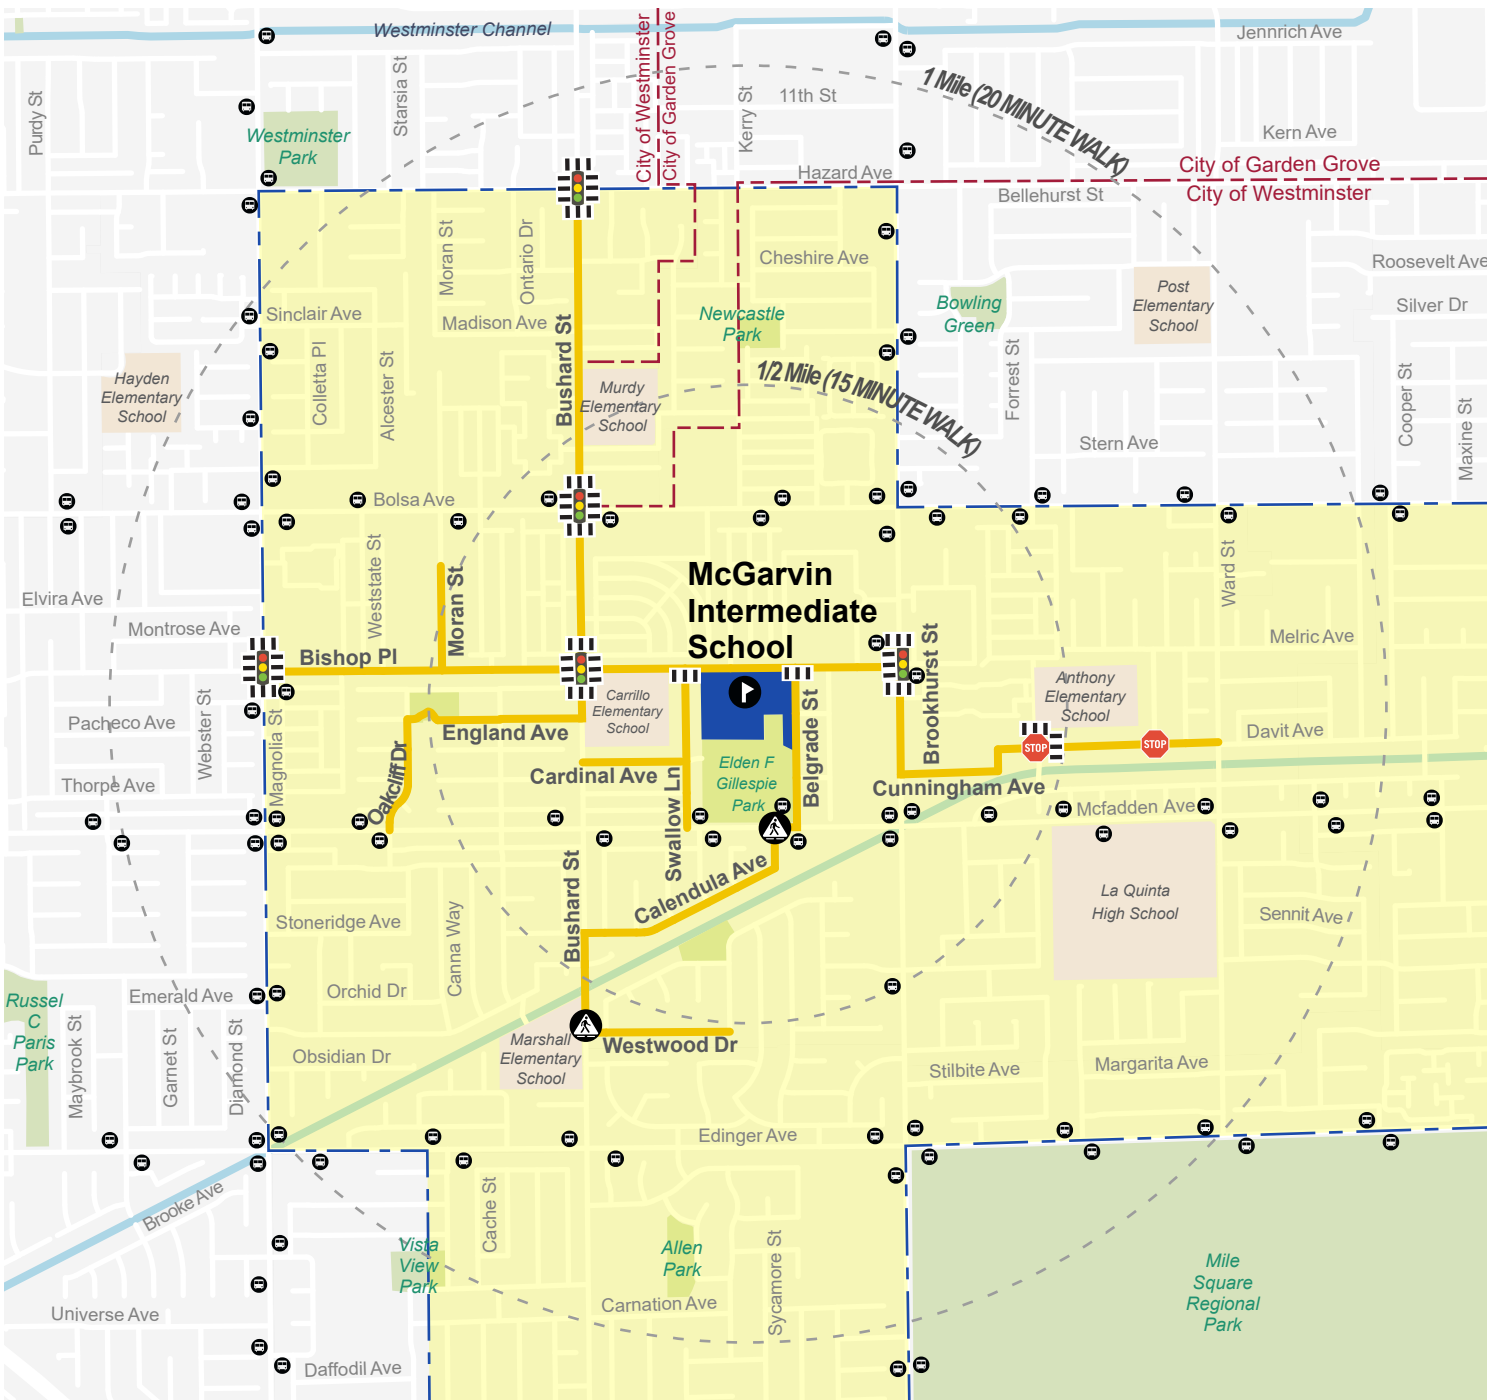 Westminster Channel
Jennrich Ave
Purdy St
Starsia St
City of Westminster
City of Garden Grove
Kerry St
11th St
1 Mile (20 MINUTE WALK)
Kern Ave
Westminster
Park
Hazard Ave
City of Garden Grove
City of Westminster
Bellehurst St
Moran St
Ontario Dr
Cheshire Ave
Roosevelt Ave
Post
Elementary
School
Silver Dr
Bowling
Green
Newcastle
Park
Sinclair Ave
Madison Ave
Bushard St
Colletta Pl
Alcester St
Hayden
Elementary
School
Murdy
Elementary
School
1/2 Mile (15 MINUTE WALK)
Forrest St
Cooper St
Maxine St
Stern Ave
Bolsa Ave
Weststate St
Moran St
McGarvin
Intermediate
School
Ward St
Elvira Ave
Montrose Ave
Bishop Pl
Melric Ave
Brookhurst St
Anthony
Elementary
School
Carrillo
Elementary
School
Belgrade St
Pacheco Ave
Webster St
Magnolia St
England Ave
Davit Ave
STOP
STOP
Oakcliff Dr
Cardinal Ave
Elden F
Gillespie
Park
Cunningham Ave
Thorpe Ave
Swallow Ln
Mcfadden Ave
Calendula Ave
Bushard St
La Quinta
High School
Stoneridge Ave
Canna Way
Sennit Ave
Orchid Dr
Emerald Ave
Russel
C
Paris
Park
Maybrook St
Garnet St
Diamond St
Obsidian Dr
Marshall
Elementary
School
Westwood Dr
Stilbite Ave
Margarita Ave
Edinger Ave
Brooke Ave
Cache St
Vista
View
Park
Allen
Park
Sycamore St
Mile
Square
Regional
Park
Universe Ave
Carnation Ave
Daffodil Ave